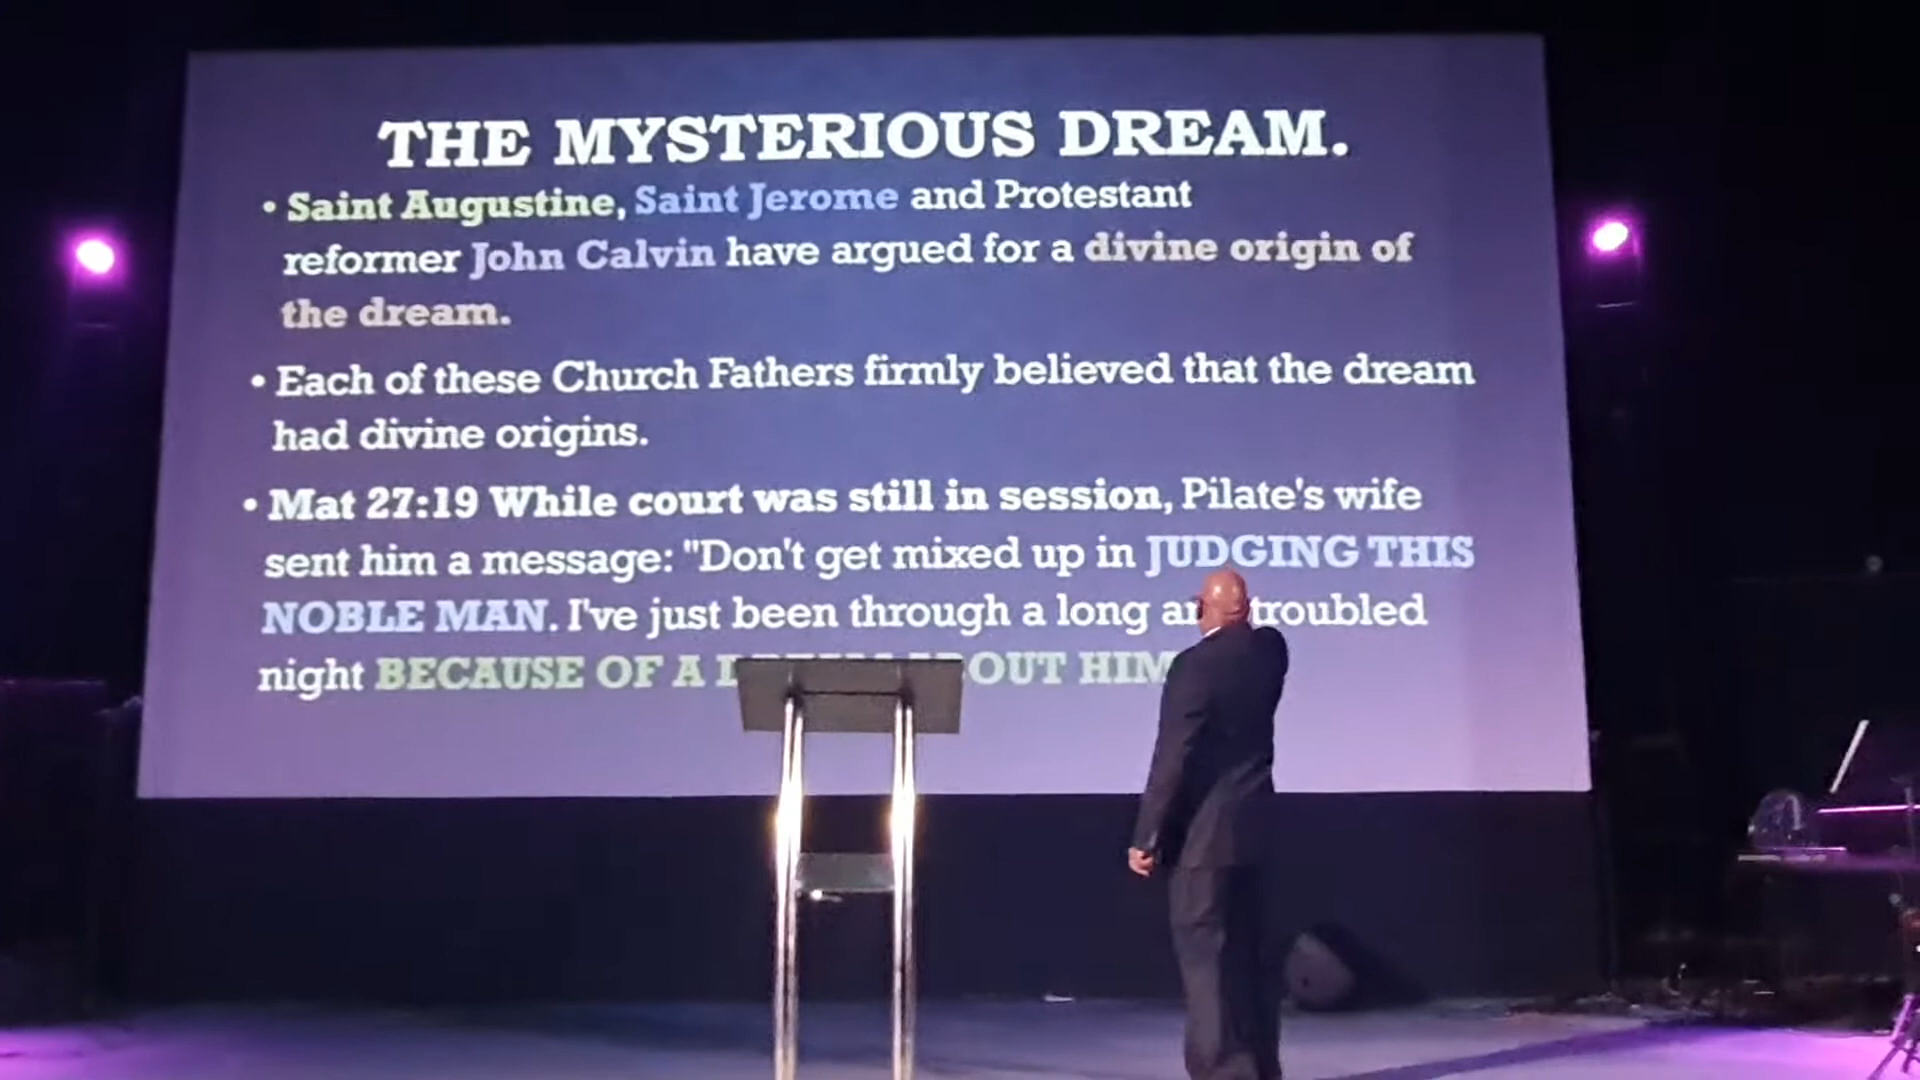 THE MYSTERIOUS DREAM.
• Saint Augustine, Saint Jerome and Protestant
reformer John Calvin have argued for a divine origin of
the dream.
• Each of these Church Fathers firmly believed that the dream
had divine origins.
• Mat 27:19 While court was still in session, Pilate's wife
sent him a message: "Don't get mixed up in JUDGING THIS
NOBLE MAN. I've just been through a long troubled
night BECAUSE OF A HIM